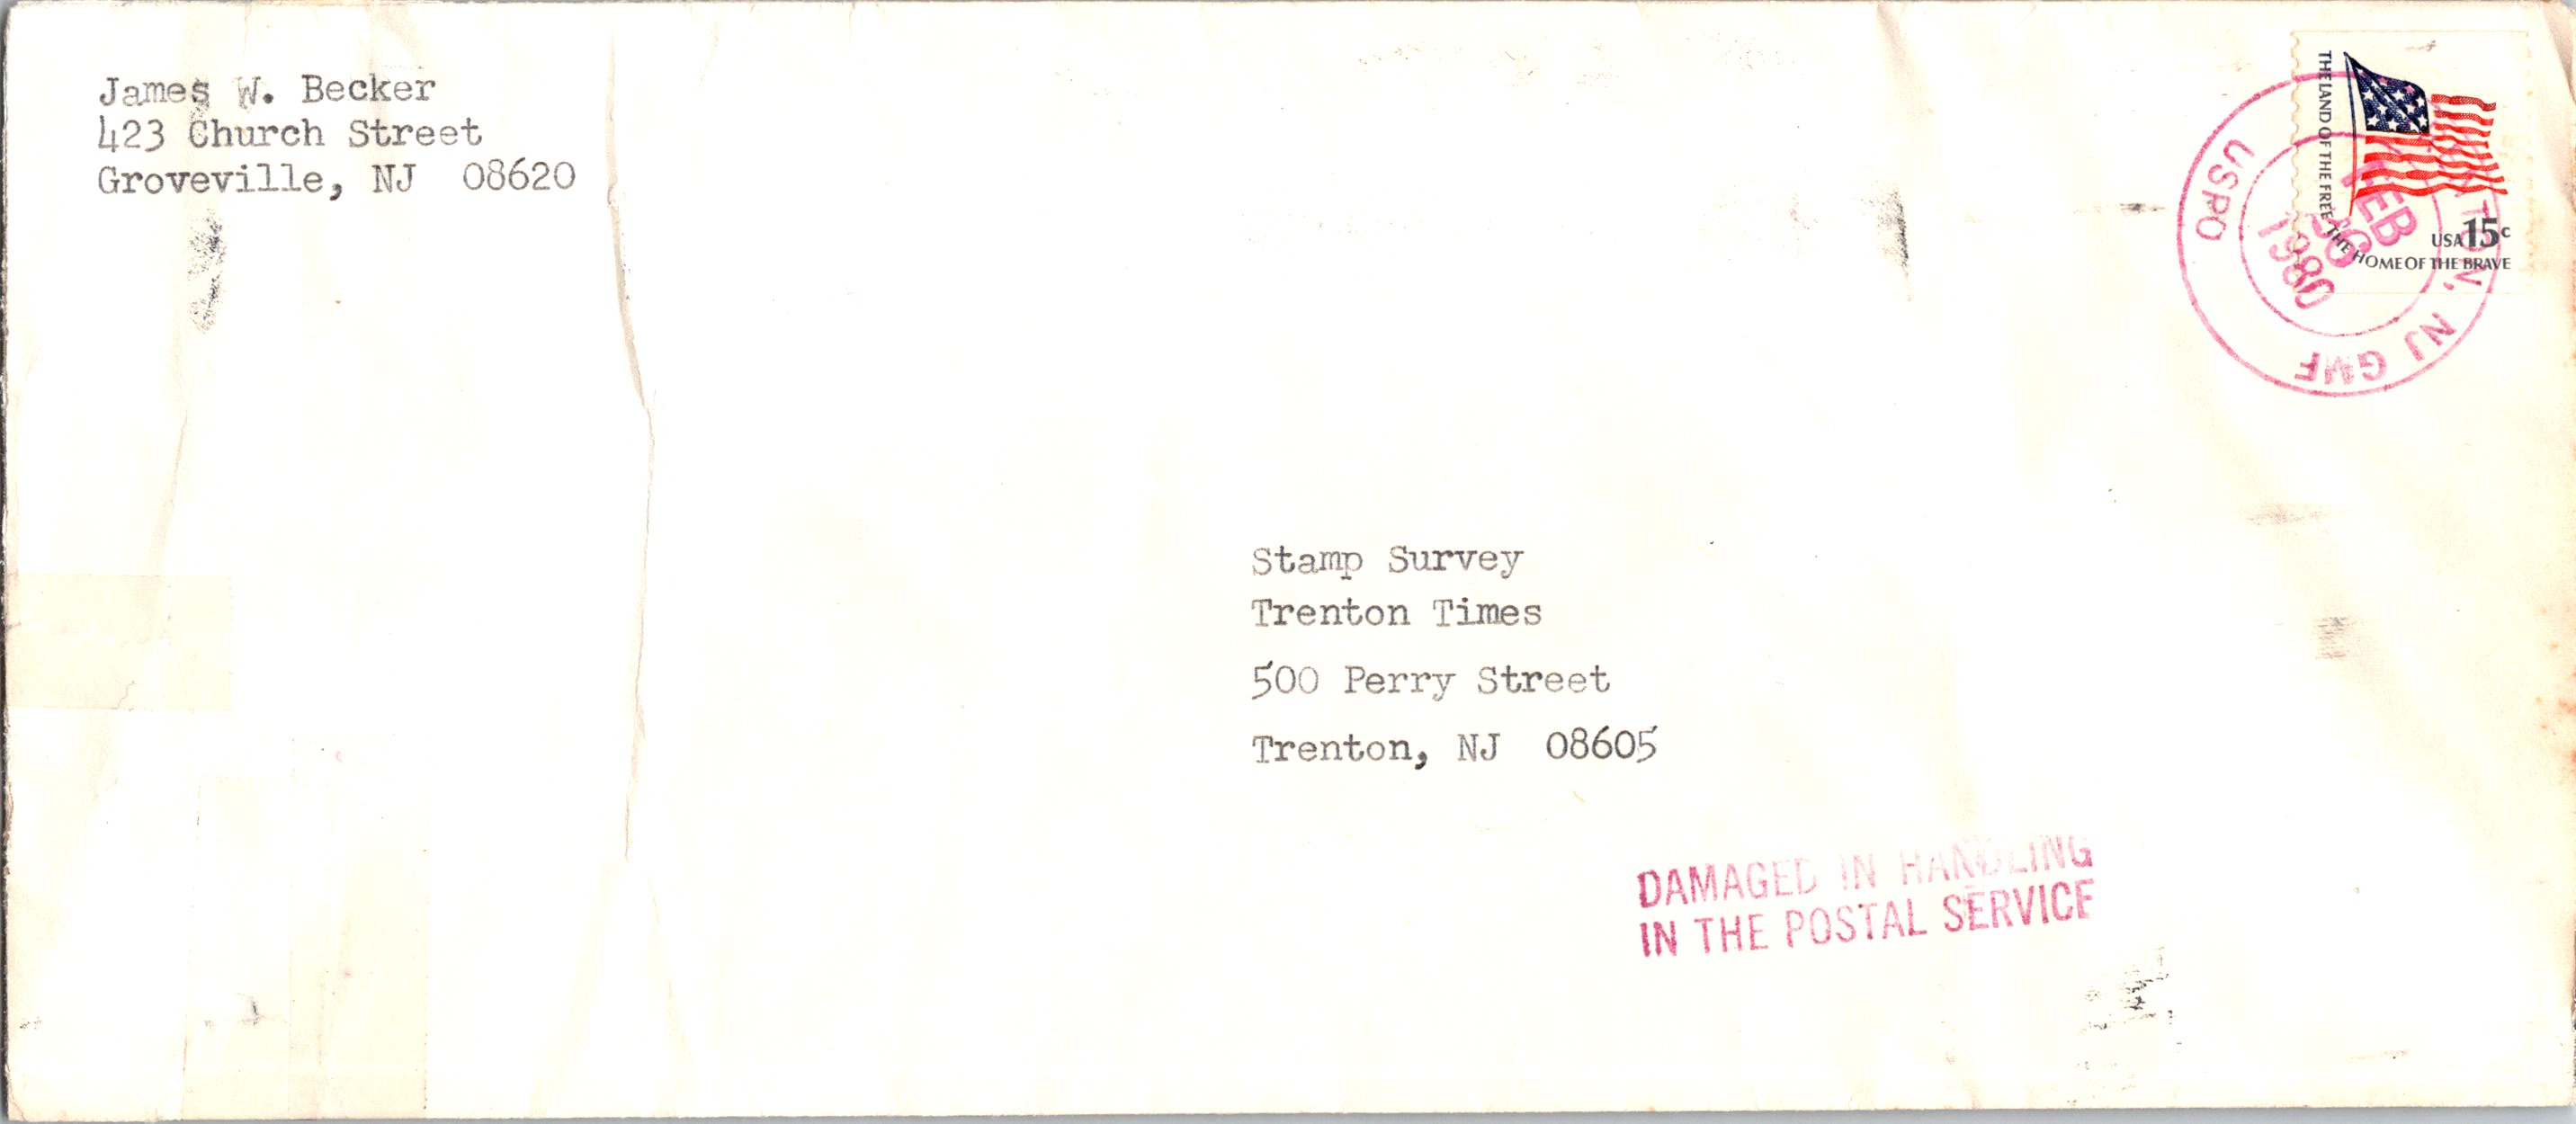 James W. Becker
423 Church Street
Groveville, NJ 08620
THE LAND OF THE FREE THE HOME OF THE BRAVE
USA 15c
USPO
TRENTON, NJ GMF
FEB
1980
Stamp Survey
Trenton Times
500 Perry Street
Trenton, NJ 08605
DAMAGED IN HANDLING
IN THE POSTAL SERVICE